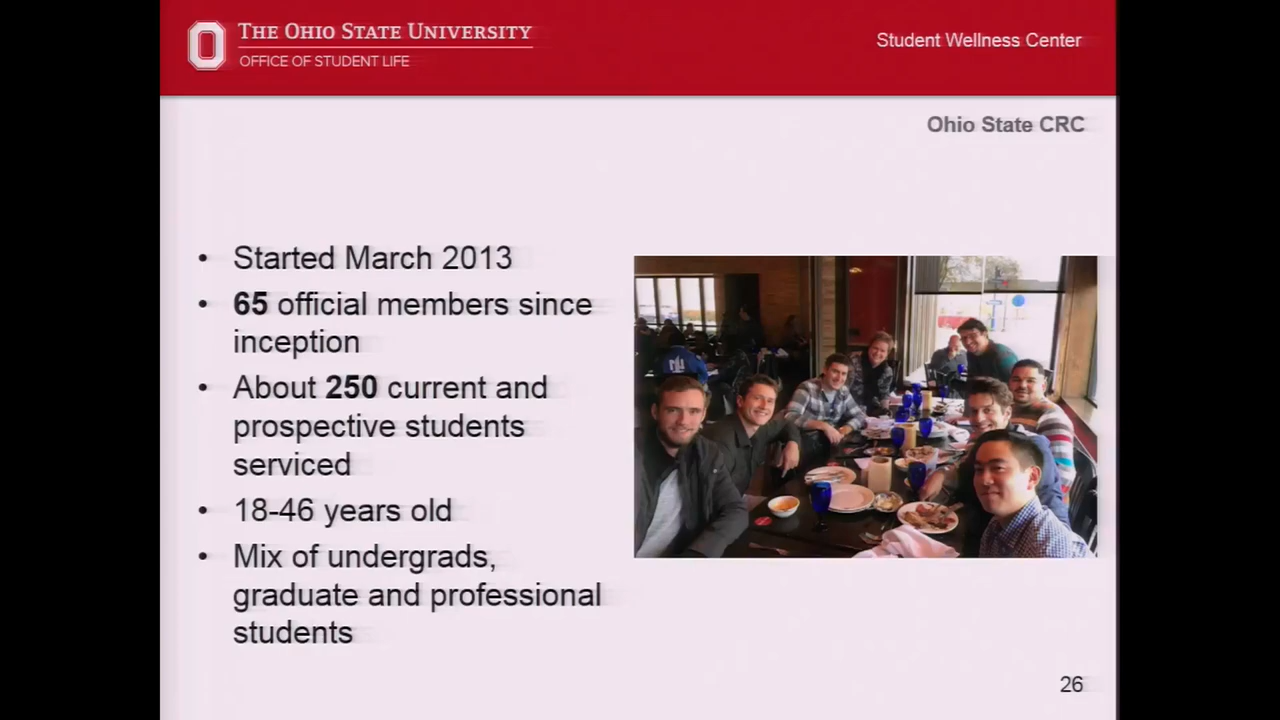 THE OHIO STATE UNIVERSITY
OFFICE OF STUDENT LIFE
Student Wellness Center
Ohio State CRC
• Started March 2013
• 65 official members since
inception
• About 250 current and
prospective students
serviced
• 18-46 years old
• Mix of undergrads,
graduate and professional
students
26